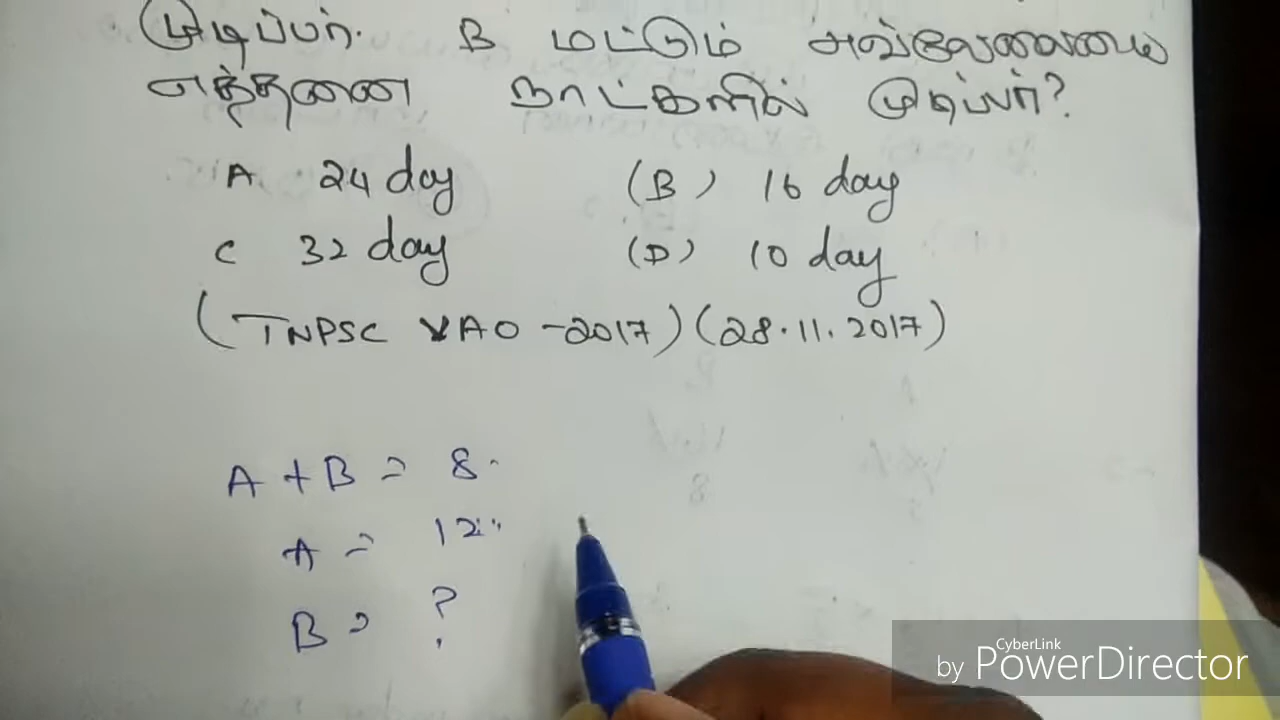 முடிப்பர். B மட்டும் அவ்வேலையை
எத்தனை நாட்களில் முடிப்பர்?
A 24 day (B) 16 day
C 32 day (D) 10 day
(TNPSC VAO -2017) (28.11.2017)
A + B = 8
A = 12
B = ?
CyberLink
by PowerDirector